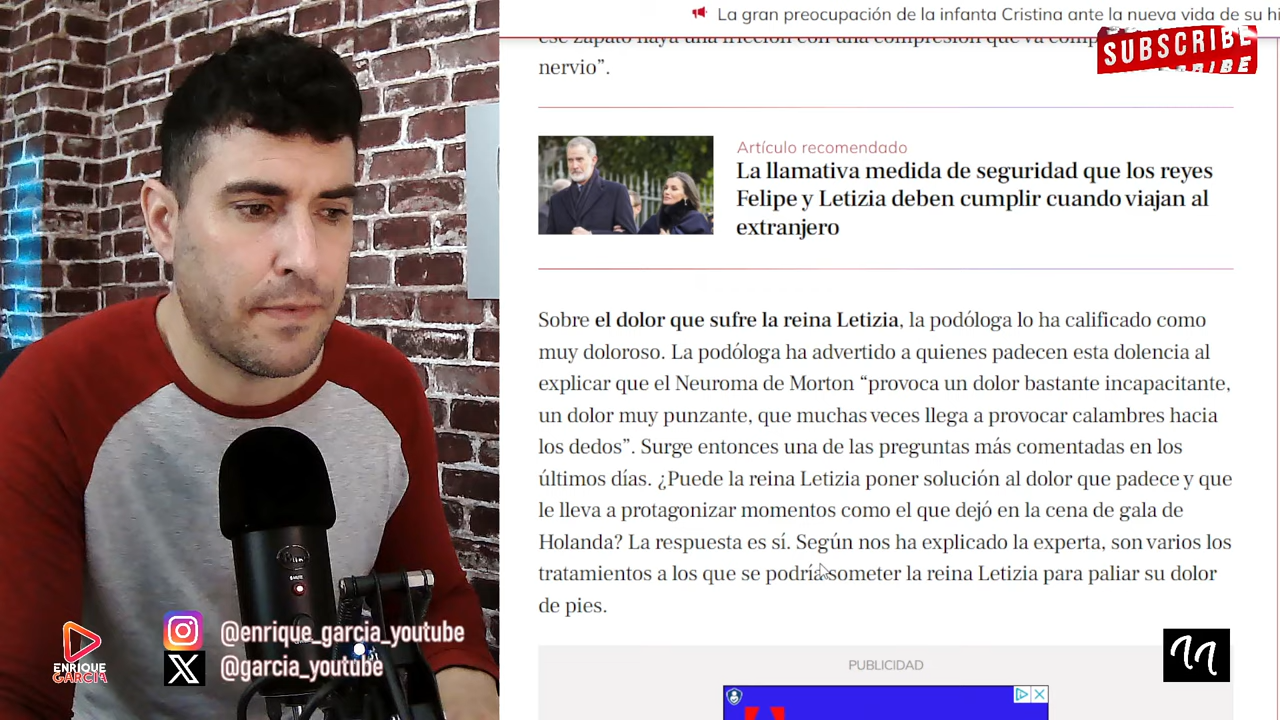 La gran preocupación de la infanta Cristina ante la nueva vida de su hi
SUBSCRIBE
nervio”.
Artículo recomendado
La llamativa medida de seguridad que los reyes
Felipe y Letizia deben cumplir cuando viajan al
extranjero
Sobre el dolor que sufre la reina Letizia, la podóloga lo ha calificado como
muy doloroso. La podóloga ha advertido a quienes padecen esta dolencia al
explicar que el Neuroma de Morton “provoca un dolor bastante incapacitante,
un dolor muy punzante, que muchas veces llega a provocar calambres hacia
los dedos”. Surge entonces una de las preguntas más comentadas en los
últimos días. ¿Puede la reina Letizia poner solución al dolor que padece y que
le lleva a protagonizar momentos como el que dejó en la cena de gala de
Holanda? La respuesta es sí. Según nos ha explicado la experta, son varios los
tratamientos a los que se podría someter la reina Letizia para paliar su dolor
de pies.
PUBLICIDAD
@enrique_garcia_youtube
@garcia_youtube
ENRIQUE
GARCIA